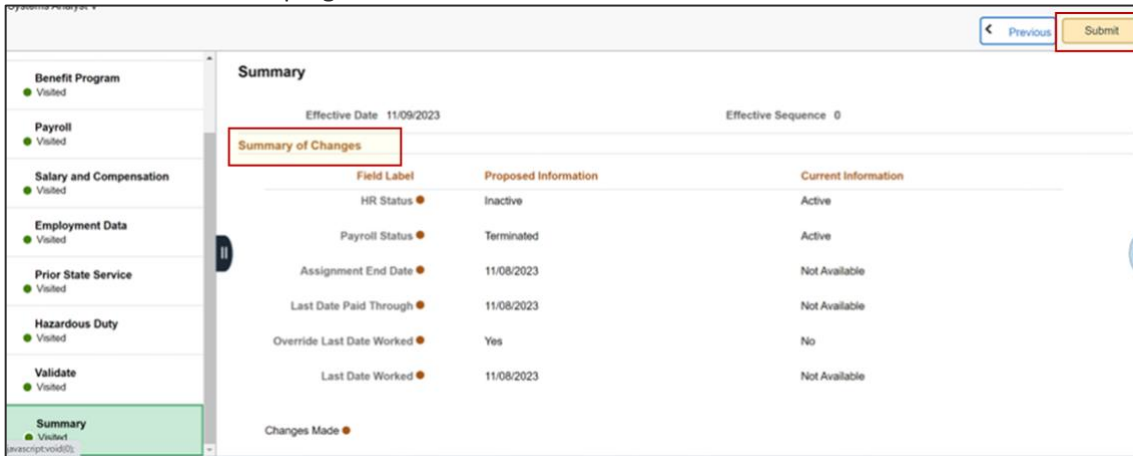 Systems Analyst
Previous
Submit
Benefit Program
Visited
Payroll
Visited
Salary and Compensation
Visited
Employment Data
Visited
Prior State Service
Visited
Hazardous Duty
Visited
Validate
Visited
Summary
Visited
javascript:void(0);
Summary
Effective Date 11/09/2023 Effective Sequence 0
Summary of Changes
Field Label Proposed Information Current Information
HR Status Inactive Active
Payroll Status Terminated Active
Assignment End Date 11/08/2023 Not Available
Last Date Paid Through 11/08/2023 Not Available
Override Last Date Worked Yes No
Last Date Worked 11/08/2023 Not Available
Changes Made